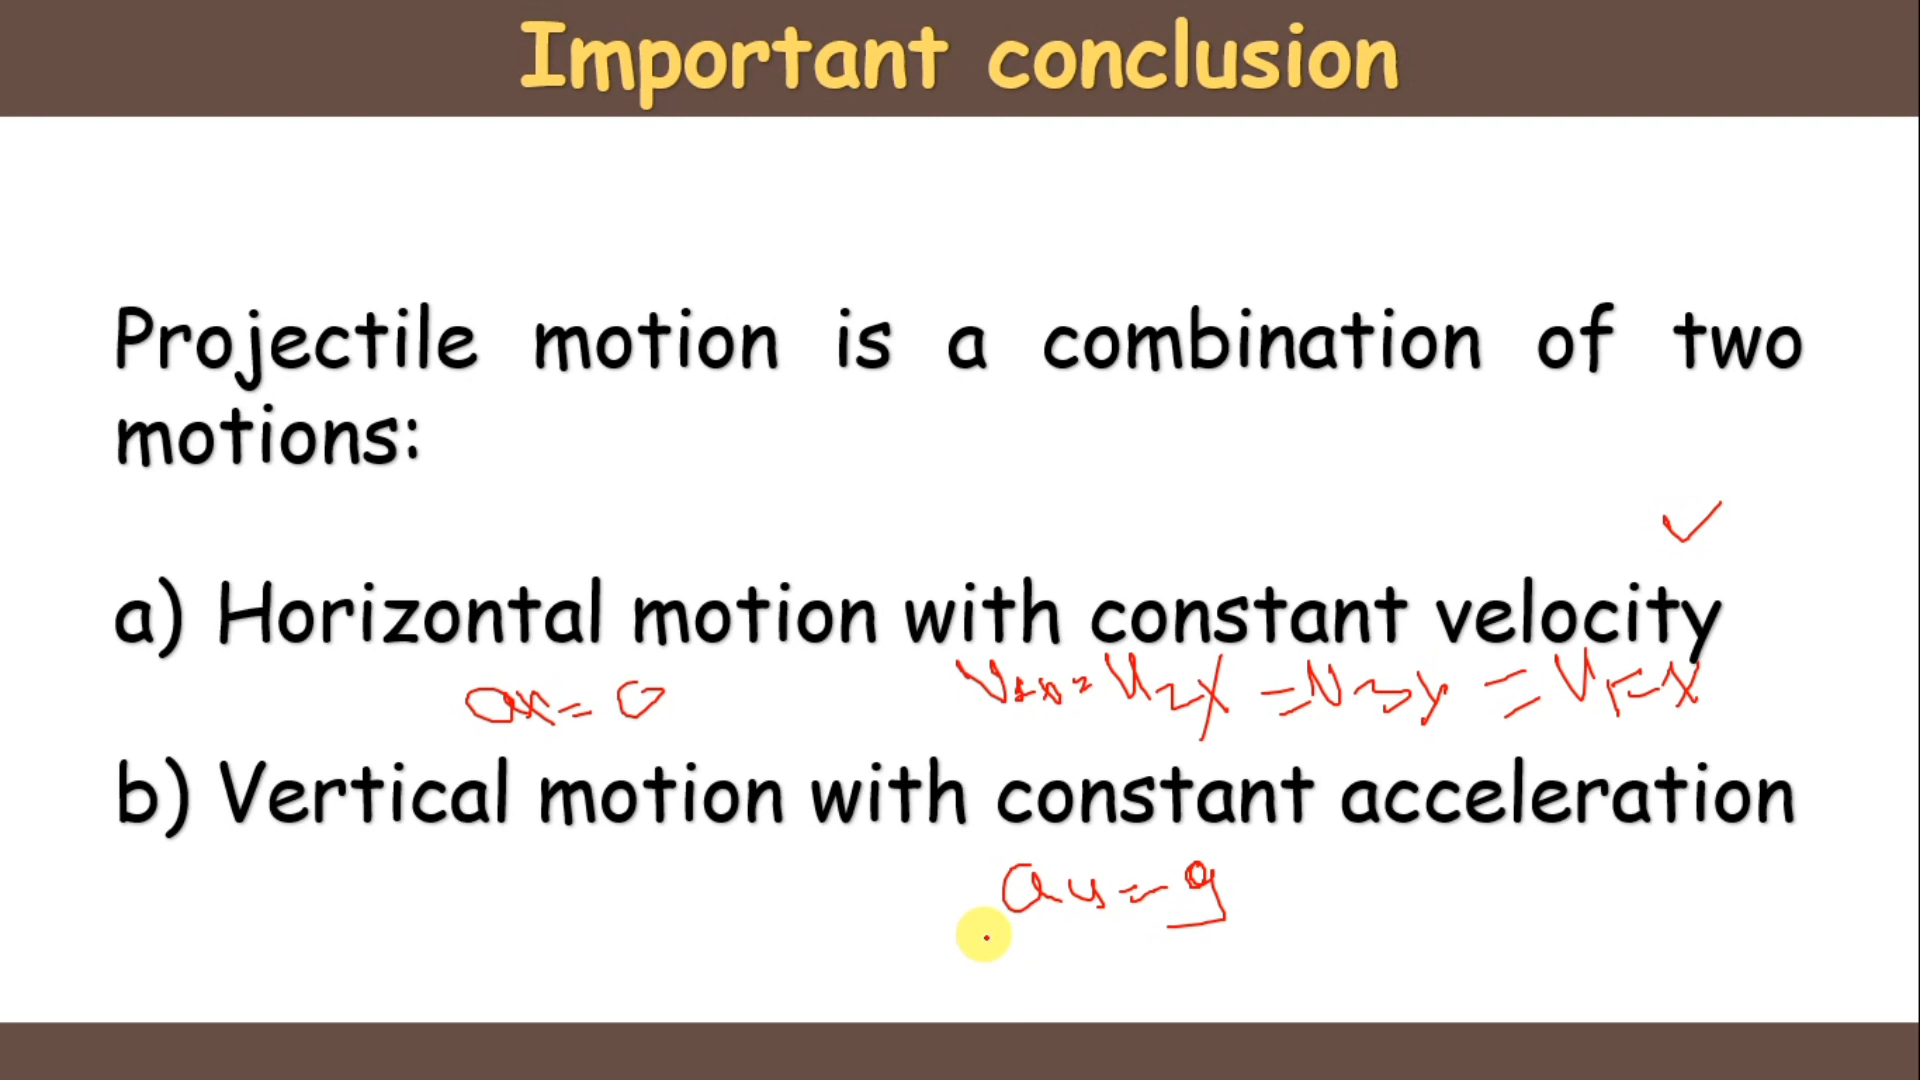 Important conclusion
Projectile motion is a combination of two
motions:
a) Horizontal motion with constant velocity
ax = 0
b) Vertical motion with constant acceleration
ay = g